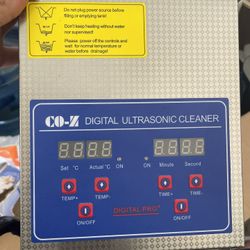 Do not plug power source before
filling or emptying tank!
Don't keep heating without water
nor supervised!
Please power off the controls and
wait for normal temperature or
water before drained!
CO-Z DIGITAL ULTRASONIC CLEANER
Set °C Actual °C ON ON Minute Second
TEMP+ TEMP- TIME+ TIME-
DIGITAL PRO+
ON/OFF ON/OFF